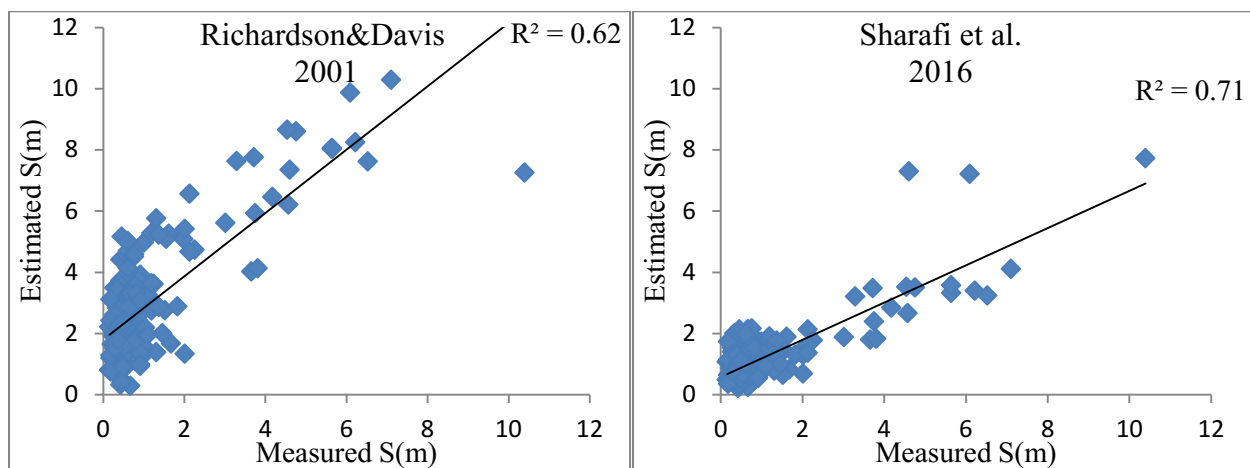 Richardson&Davis
2001
R² = 0.62
Estimated S(m)
12
10
8
6
4
2
0
0 2 4 6 8 10 12
Measured S(m)
Sharafi et al.
2016
R² = 0.71
Estimated S(m)
12
10
8
6
4
2
0
0 2 4 6 8 10 12
Measured S(m)